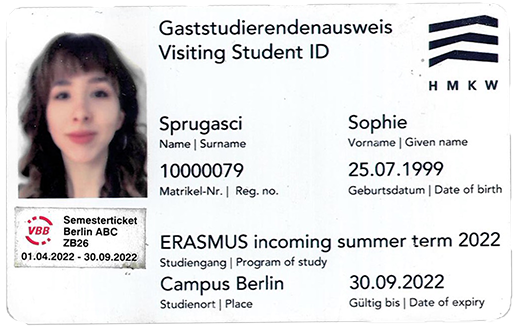 Gaststudierendenausweis
Visiting Student ID
HMKW
Sprugasci
Name | Surname
Sophie
Vorname | Given name
10000079
Matrikel-Nr. | Reg. no.
25.07.1999
Geburtsdatum | Date of birth
VBB
Semesterticket
Berlin ABC
ZB26
01.04.2022 - 30.09.2022
ERASMUS incoming summer term 2022
Studiengang | Program of study
Campus Berlin
Studienort | Place
30.09.2022
Gültig bis | Date of expiry